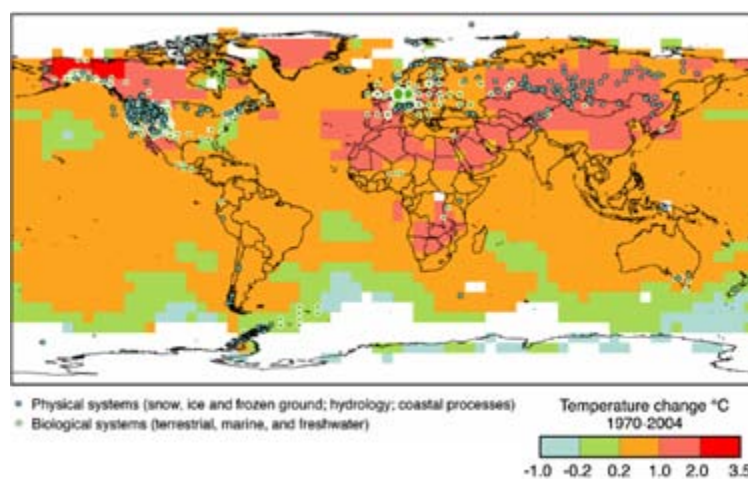 Physical systems (snow, ice and frozen ground; hydrology; coastal processes)
Biological systems (terrestrial, marine, and freshwater)
Temperature change °C
1970-2004
-1.0 -0.2 0.2 1.0 2.0 3.5